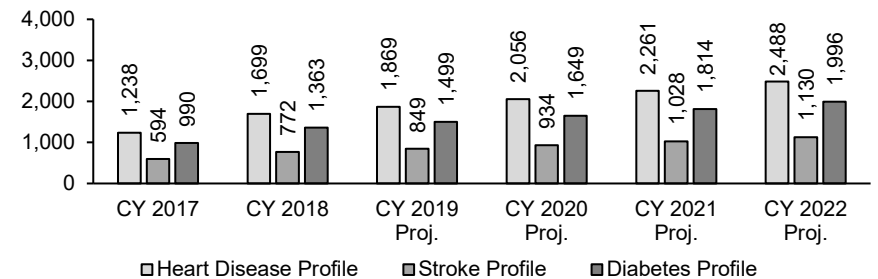 4,000
3,000
2,000
1,000
0
1,238
594
990
1,699
772
1,363
1,869
849
1,499
2,056
934
1,649
2,261
1,028
1,814
2,488
1,130
1,996
CY 2017
CY 2018
CY 2019
Proj.
CY 2020
Proj.
CY 2021
Proj.
CY 2022
Proj.
Heart Disease Profile
Stroke Profile
Diabetes Profile